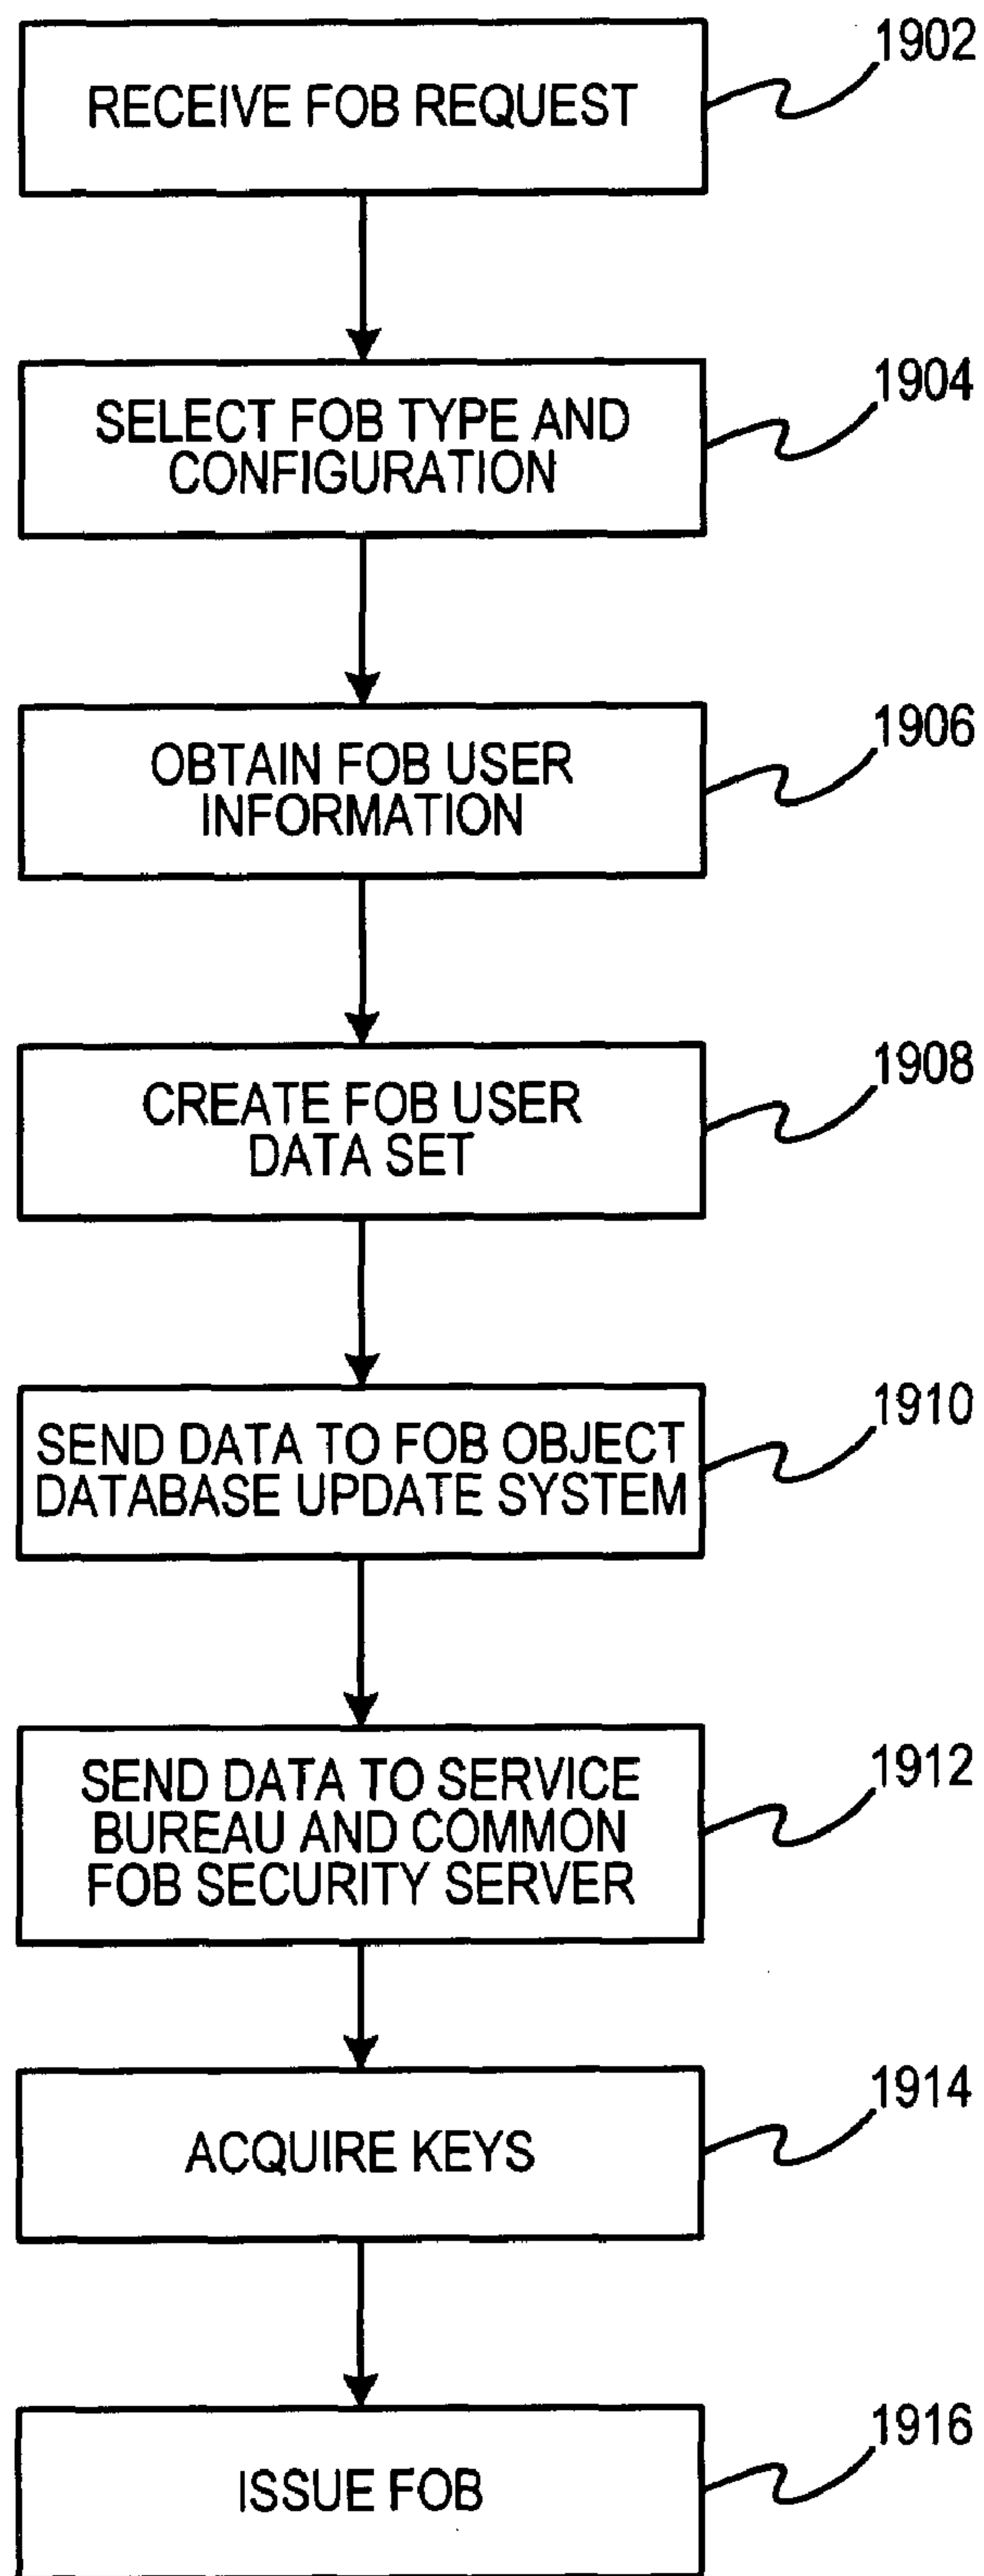 1902
RECEIVE FOB REQUEST
1904
SELECT FOB TYPE AND
CONFIGURATION
1906
OBTAIN FOB USER
INFORMATION
1908
CREATE FOB USER
DATA SET
1910
SEND DATA TO FOB OBJECT
DATABASE UPDATE SYSTEM
1912
SEND DATA TO SERVICE
BUREAU AND COMMON
FOB SECURITY SERVER
1914
ACQUIRE KEYS
1916
ISSUE FOB